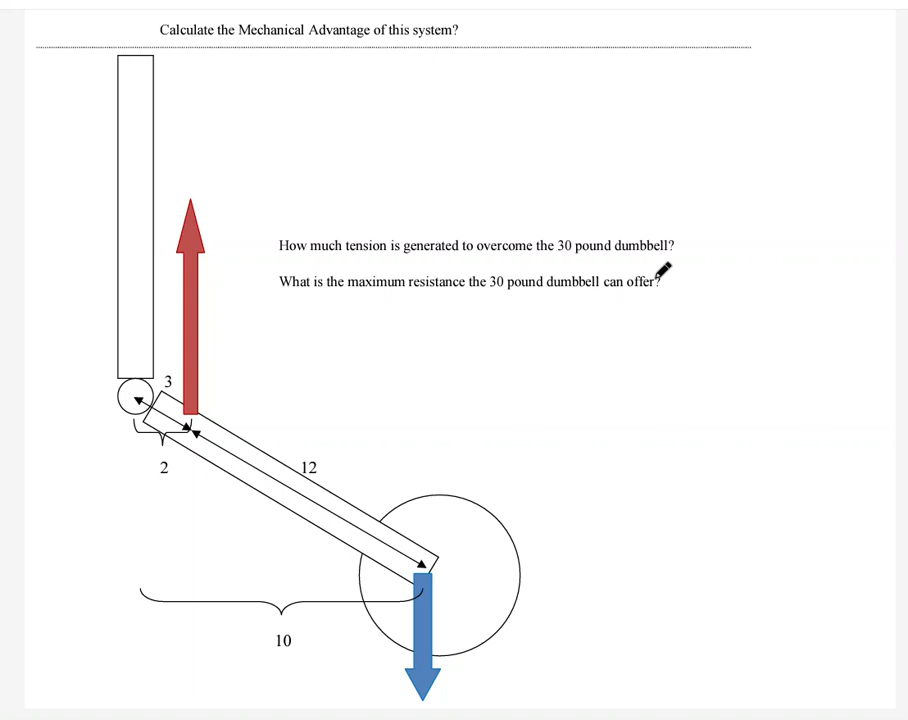 Calculate the Mechanical Advantage of this system?
How much tension is generated to overcome the 30 pound dumbbell?
What is the maximum resistance the 30 pound dumbbell can offer?
3
2
12
10